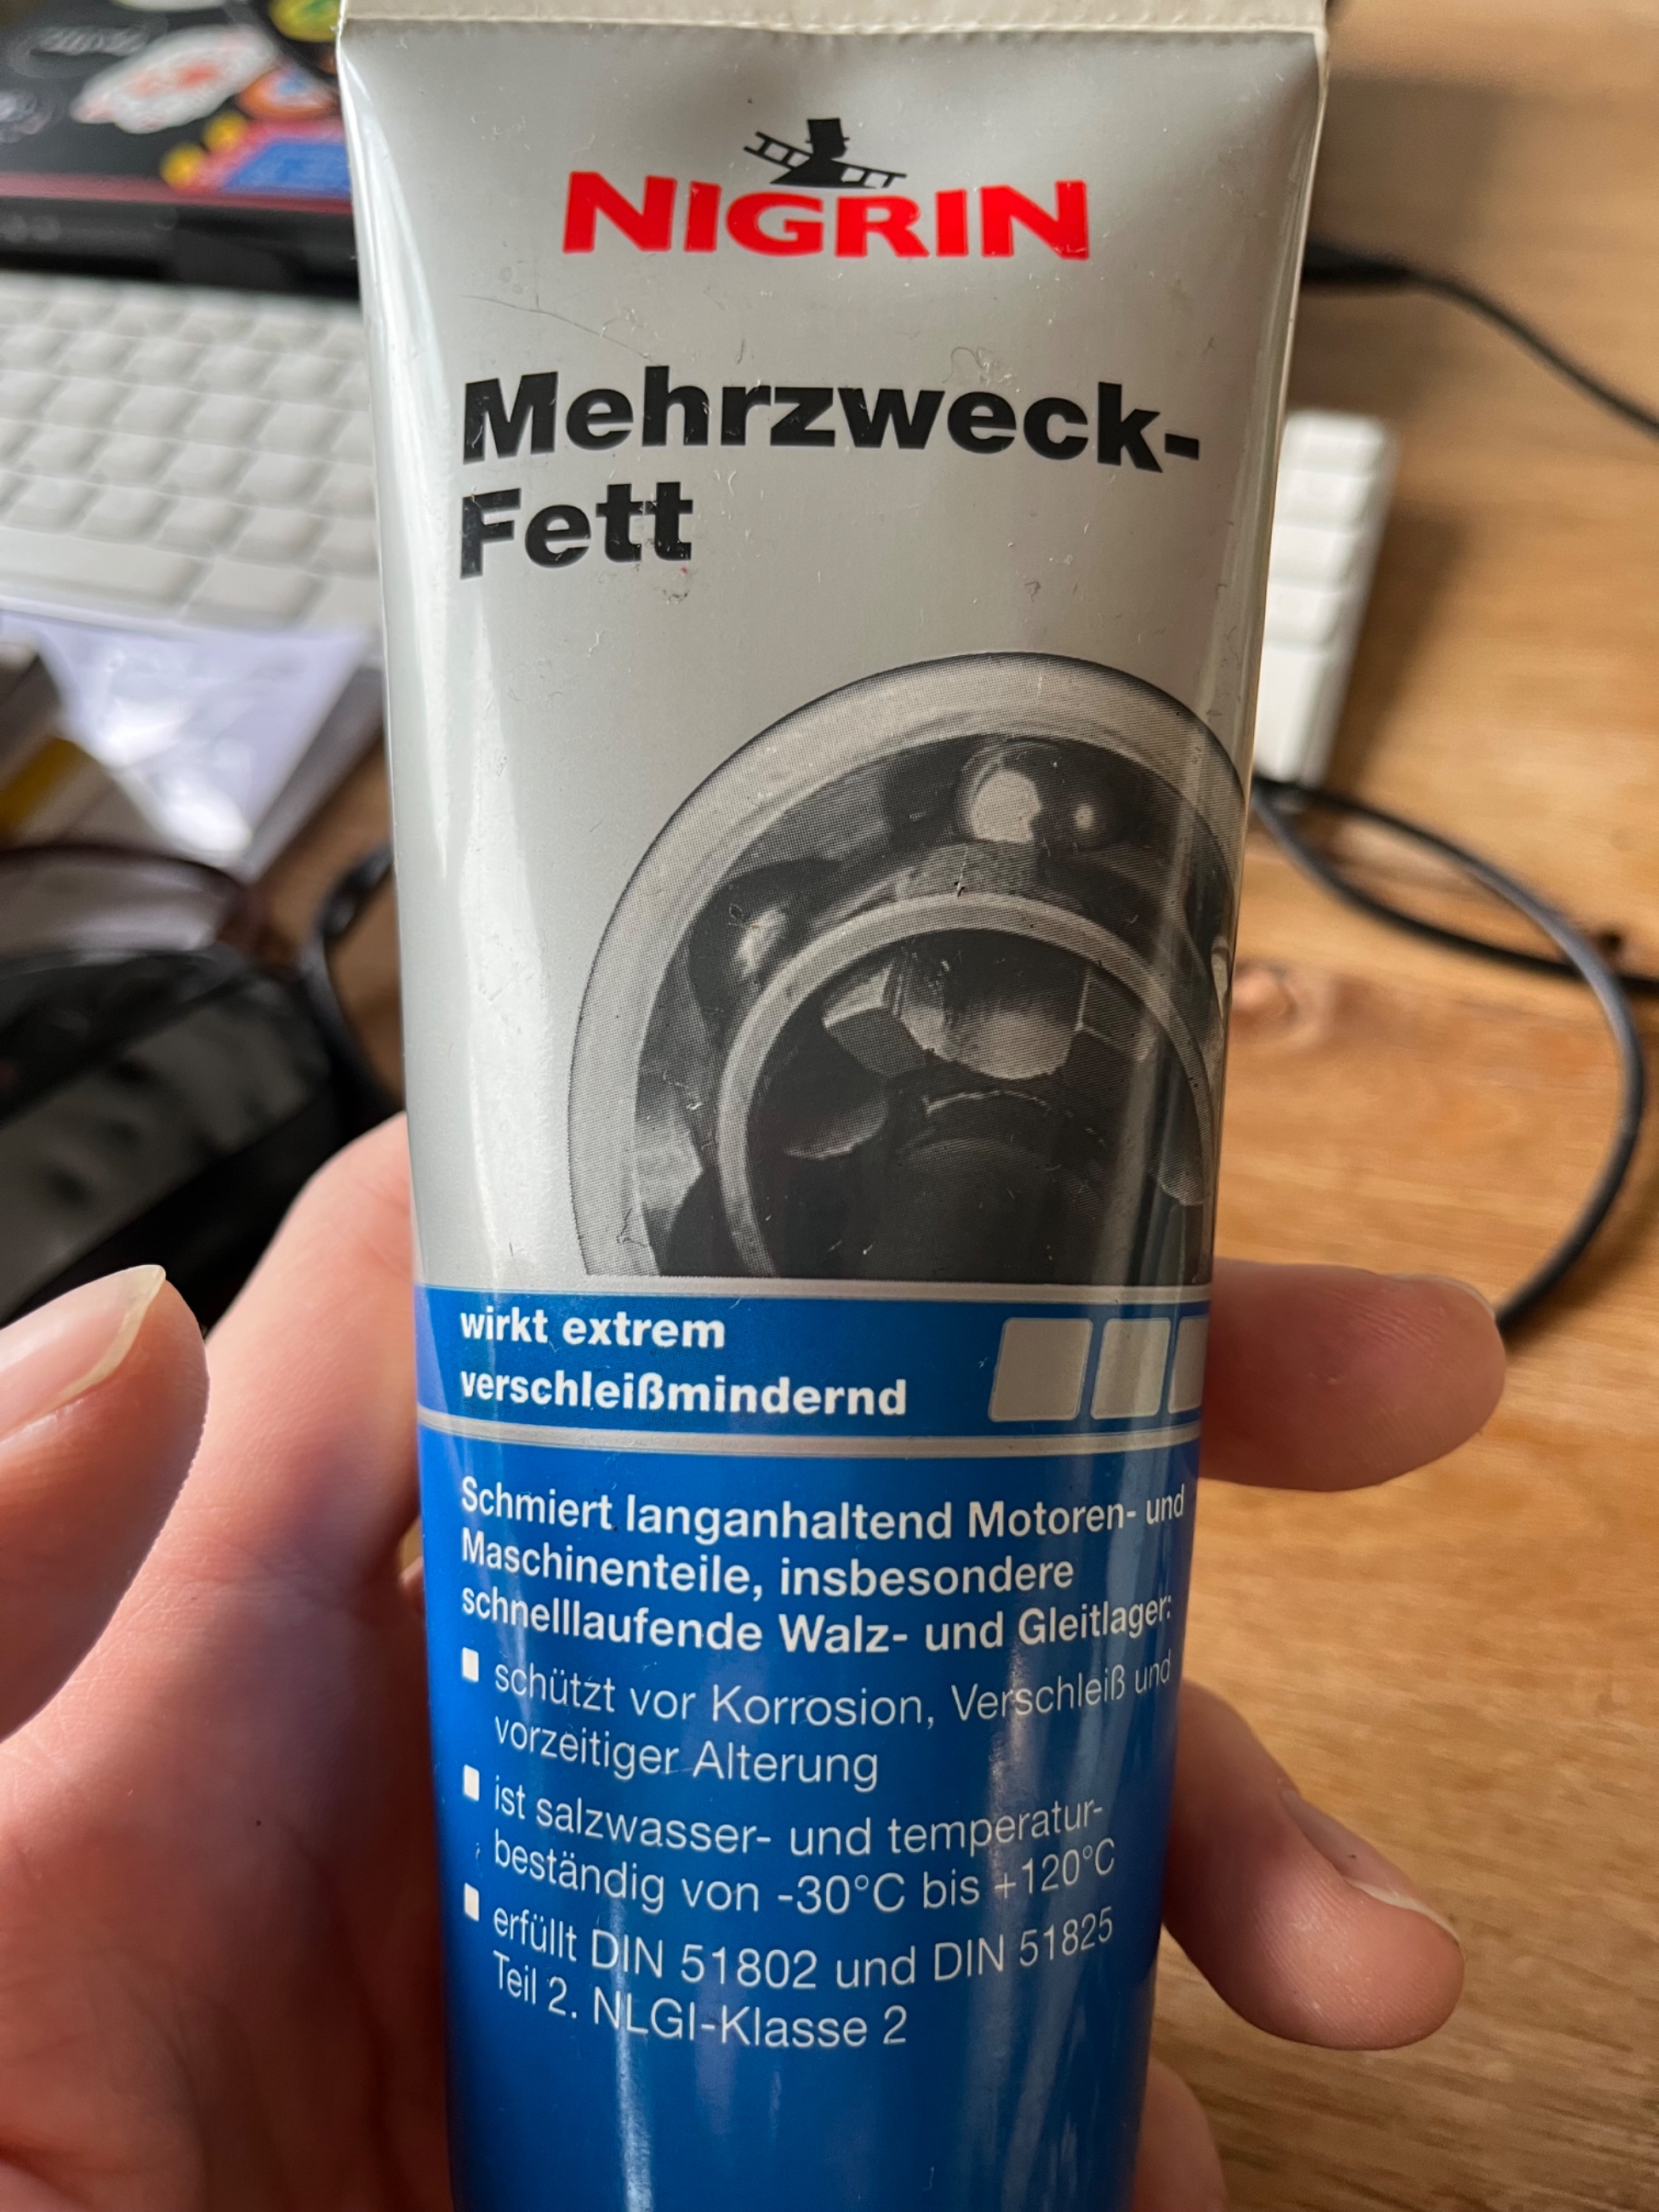 NIGRIN
Mehrzweck-
Fett
wirkt extrem
verschleißmindernd
Schmiert langanhaltend Motoren- und
Maschinenteile, insbesondere
schnelllaufende Walz- und Gleitlager:
schützt vor Korrosion, Verschleiß und
vorzeitiger Alterung
ist salzwasser- und temperatur-
beständig von -30°C bis +120°C
erfüllt DIN 51802 und DIN 51825
Teil 2. NLGI-Klasse 2